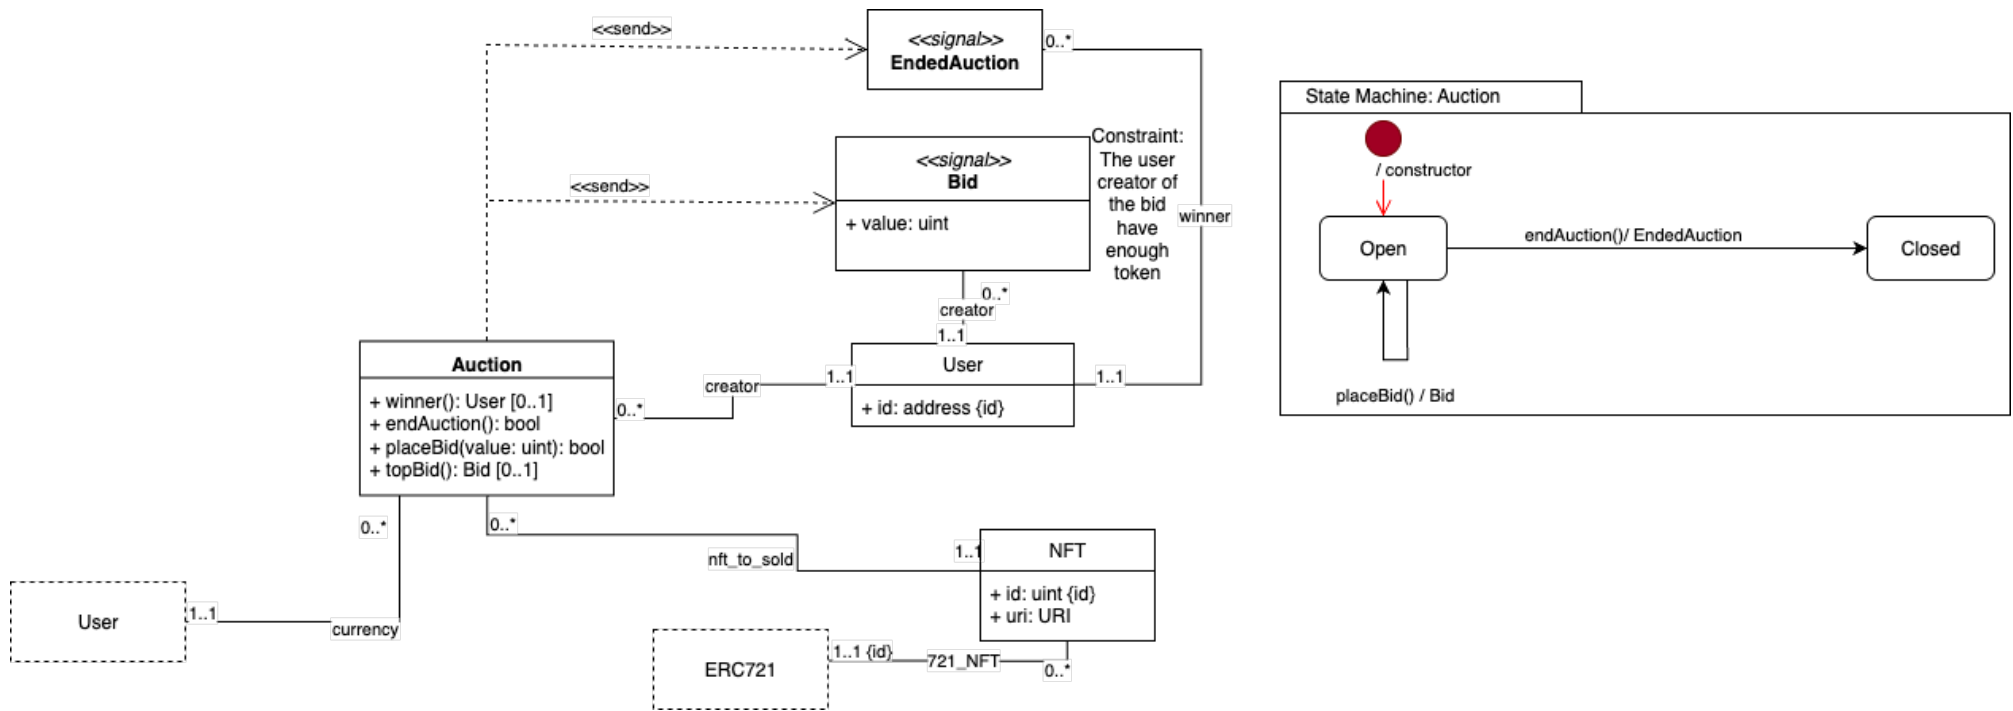 <<send>>
<<signal>>
EndedAuction
0..*
<<send>>
<<signal>>
Bid
+ value: uint
Constraint:
The user
creator of
the bid
have
enough
token
winner
0..*
creator
1..1
User
+ id: address {id}
1..1
1..1
creator
0..*
Auction
+ winner(): User [0..1]
+ endAuction(): bool
+ placeBid(value: uint): bool
+ topBid(): Bid [0..1]
0..*
0..*
nft_to_sold
1..1
NFT
+ id: uint {id}
+ uri: URI
User
1..1
currency
ERC721
1..1 {id}
721_NFT
0..*
State Machine: Auction
/ constructor
Open
endAuction()/ EndedAuction
Closed
placeBid() / Bid